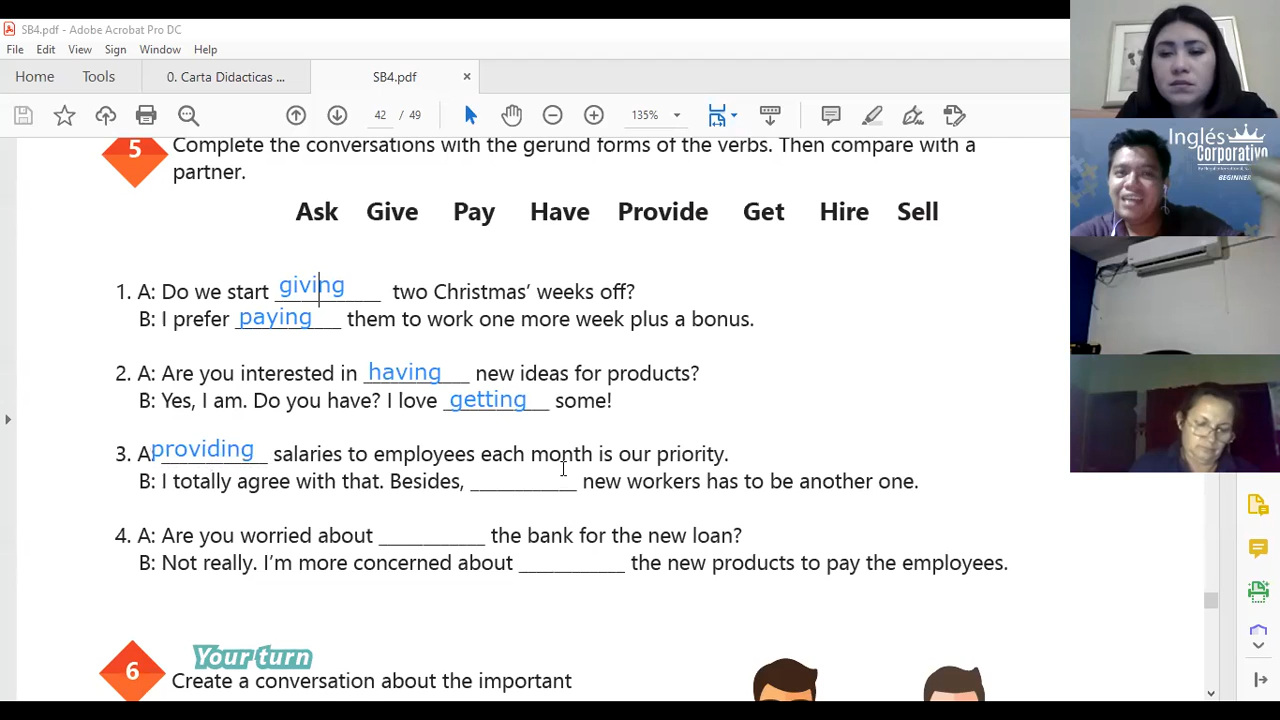 SB4.pdf - Adobe Acrobat Pro DC
File Edit View Sign Window Help
Home Tools 0. Carta Didacticas ... SB4.pdf ×
42 / 49 135%
5 Complete the conversations with the gerund forms of the verbs. Then compare with a
partner.
Ask Give Pay Have Provide Get Hire Sell
1. A: Do we start giving two Christmas’ weeks off?
B: I prefer paying them to work one more week plus a bonus.
2. A: Are you interested in having new ideas for products?
B: Yes, I am. Do you have? I love getting some!
3. A: providing salaries to employees each month is our priority.
B: I totally agree with that. Besides, ____________ new workers has to be another one.
4. A: Are you worried about ____________ the bank for the new loan?
B: Not really. I’m more concerned about ____________ the new products to pay the employees.
6 Your turn
Create a conversation about the important
Inglés
Corporativo
BEGINNER